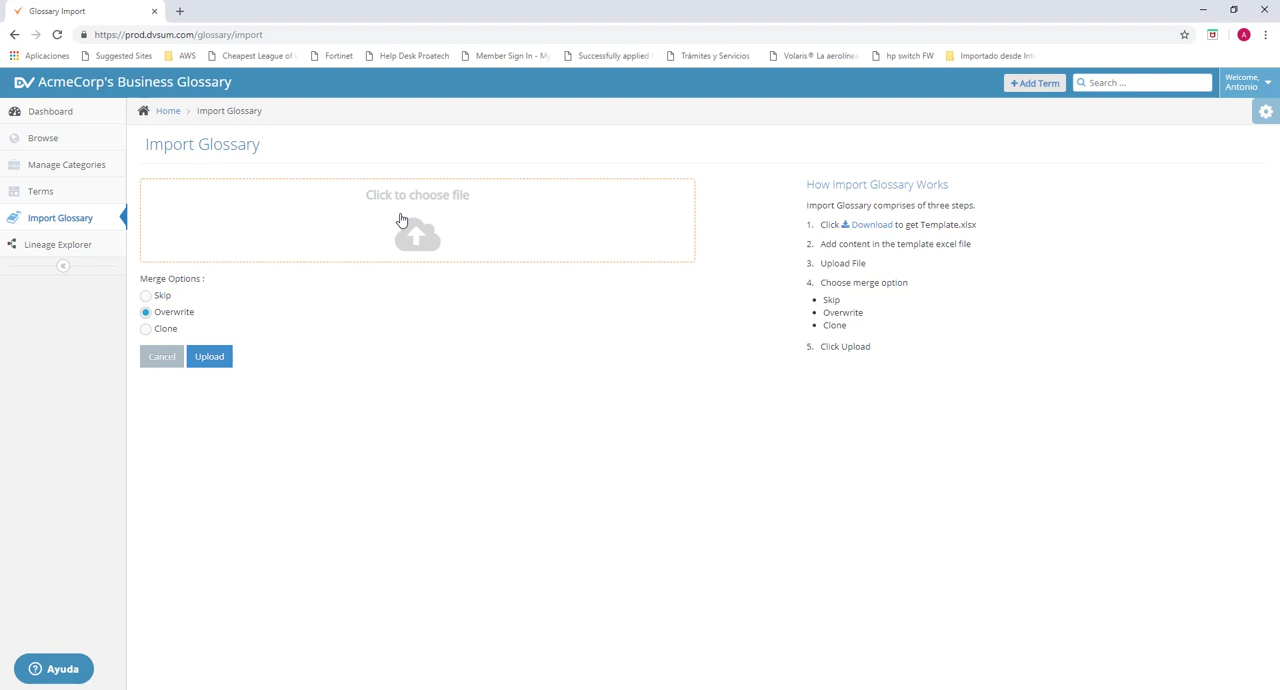 Glossary Import
https://prod.dvsum.com/glossary/import
Aplicaciones Suggested Sites AWS Cheapest League of Fortinet Help Desk Proatech Member Sign In - My Successfully applied Trámites y Servicios Volaris® La aerolínea hp switch FW Importado desde Int
DV AcmeCorp's Business Glossary
+ Add Term
Search ...
Welcome,
Antonio
Dashboard
Browse
Manage Categories
Terms
Import Glossary
Lineage Explorer
Home > Import Glossary
Import Glossary
Click to choose file
Merge Options :
Skip
Overwrite
Clone
Cancel Upload
How Import Glossary Works
Import Glossary comprises of three steps.
1. Click Download to get Template.xlsx
2. Add content in the template excel file
3. Upload File
4. Choose merge option
• Skip
• Overwrite
• Clone
5. Click Upload
? Ayuda
A